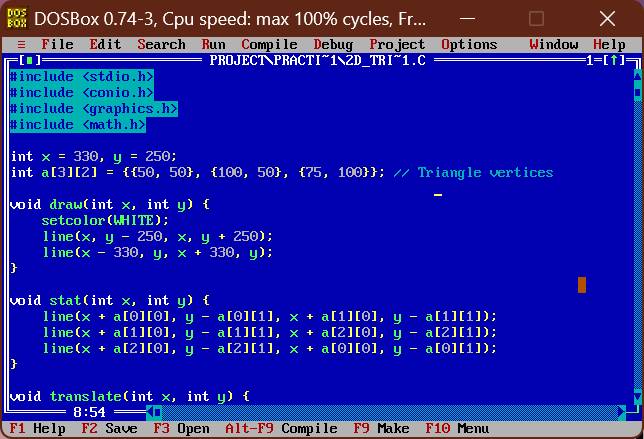 DOSBox 0.74-3, Cpu speed: max 100% cycles, Fr...
≡ File Edit Search Run Compile Debug Project Options Window Help
[■] PROJECT\PRACTI~1\2D_TRI~1.C 1=[↑]
#include <stdio.h>
#include <conio.h>
#include <graphics.h>
#include <math.h>
int x = 330, y = 250;
int a[3][2] = {{50, 50}, {100, 50}, {75, 100}}; // Triangle vertices
void draw(int x, int y) {
    setcolor(WHITE);
    line(x, y - 250, x, y + 250);
    line(x - 330, y, x + 330, y);
}
void stat(int x, int y) {
    line(x + a[0][0], y - a[0][1], x + a[1][0], y - a[1][1]);
    line(x + a[1][0], y - a[1][1], x + a[2][0], y - a[2][1]);
    line(x + a[2][0], y - a[2][1], x + a[0][0], y - a[0][1]);
}
void translate(int x, int y) {
8:54
F1 Help F2 Save F3 Open Alt-F9 Compile F9 Make F10 Menu